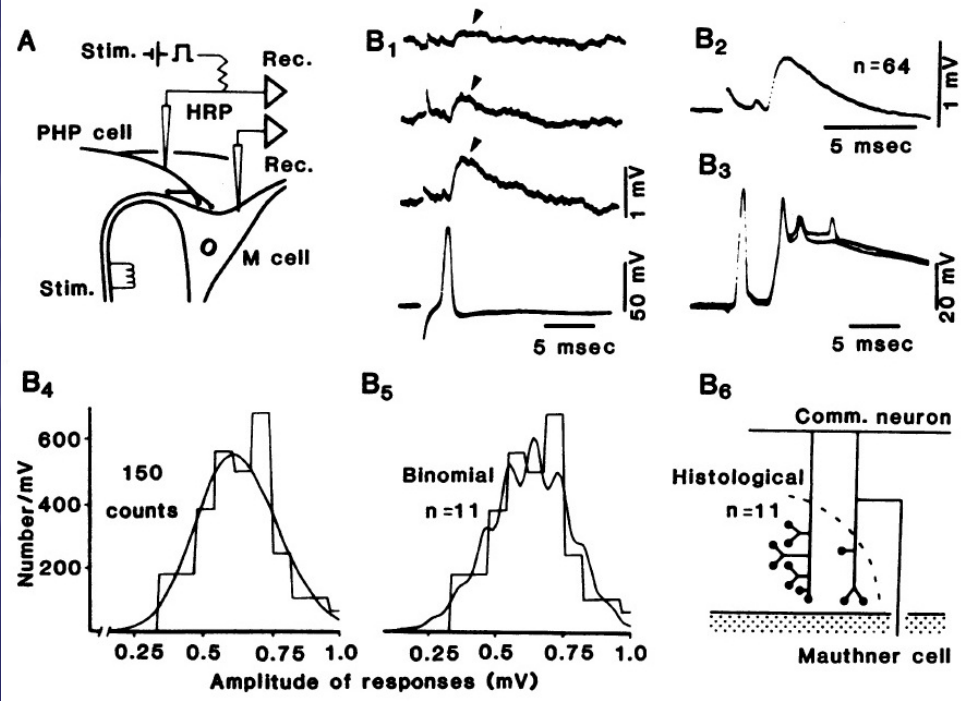 A
Stim.
Rec.
HRP
PHP cell
Rec.
M cell
Stim.
B1
1 mV
50 mV
5 msec
B2
n=64
1 mV
5 msec
B3
20 mV
5 msec
B4
Number/mV
600
400
200
150
counts
0.25 0.5 0.75 1.0
B5
Binomial
n=11
0.25 0.5 0.75 1.0
Amplitude of responses (mV)
B6
Comm. neuron
Histological
n=11
Mauthner cell